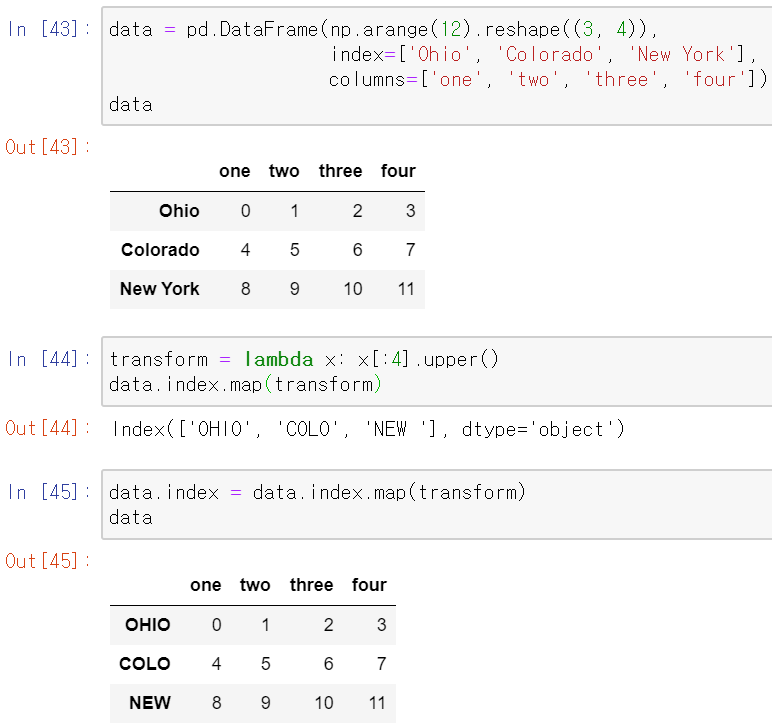 In [43]: data = pd.DataFrame(np.arange(12).reshape((3, 4)),
index=['Ohio', 'Colorado', 'New York'],
columns=['one', 'two', 'three', 'four'])
data
Out[43]:
one two three four
Ohio 0 1 2 3
Colorado 4 5 6 7
New York 8 9 10 11
In [44]: transform = lambda x: x[:4].upper()
data.index.map(transform)
Out[44]: Index(['OHIO', 'COLO', 'NEW '], dtype='object')
In [45]: data.index = data.index.map(transform)
data
Out[45]:
one two three four
OHIO 0 1 2 3
COLO 4 5 6 7
NEW 8 9 10 11